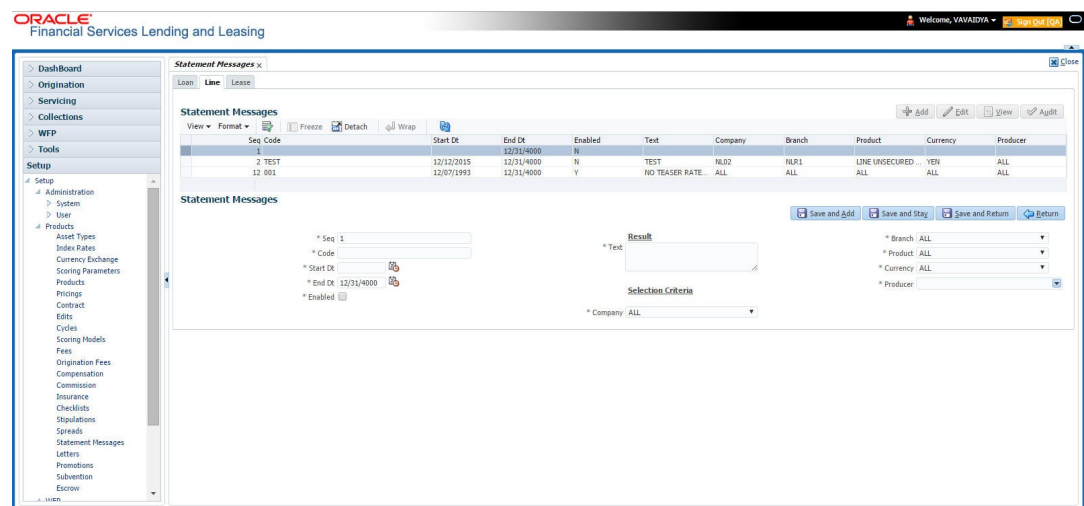 ORACLE
Financial Services Lending and Leasing
Welcome, VAVAIDYA
Sign Out [QA]
DashBoard
Origination
Servicing
Collections
WFP
Tools
Setup
Setup
Administration
System
User
Products
Asset Types
Index Rates
Currency Exchange
Scoring Parameters
Products
Pricings
Contract
Edits
Cycles
Scoring Models
Fees
Origination Fees
Compensation
Commission
Insurance
Checklists
Stipulations
Spreads
Statement Messages
Letters
Promotions
Subvention
Escrow
WFP
Statement Messages x
Close
Loan Line Lease
Statement Messages
Add Edit View Audit
View Format Freeze Detach Wrap
Seq Code Start Dt End Dt Enabled Text Company Branch Product Currency Producer
1 12/31/4000 N
2 TEST 12/12/2015 12/31/4000 N TEST NL02 NLR1 LINE UNSECURED ... YEN ALL
12 001 12/07/1993 12/31/4000 Y NO TEASER RATE... ALL ALL ALL ALL ALL
Statement Messages
Save and Add Save and Stay Save and Return Return
* Seq 1
* Code
* Start Dt
* End Dt 12/31/4000
* Enabled
Result
* Text
Selection Criteria
* Company ALL
* Branch ALL
* Product ALL
* Currency ALL
* Producer